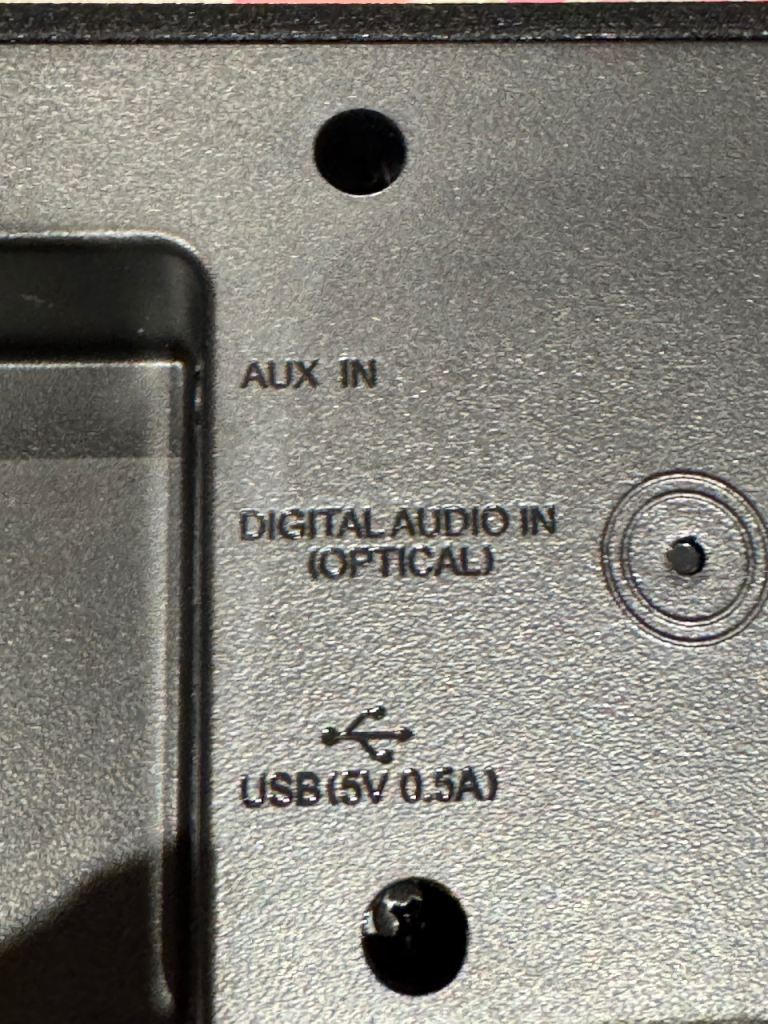 AUX IN
DIGITAL AUDIO IN
(OPTICAL)
USB (5V 0.5A)